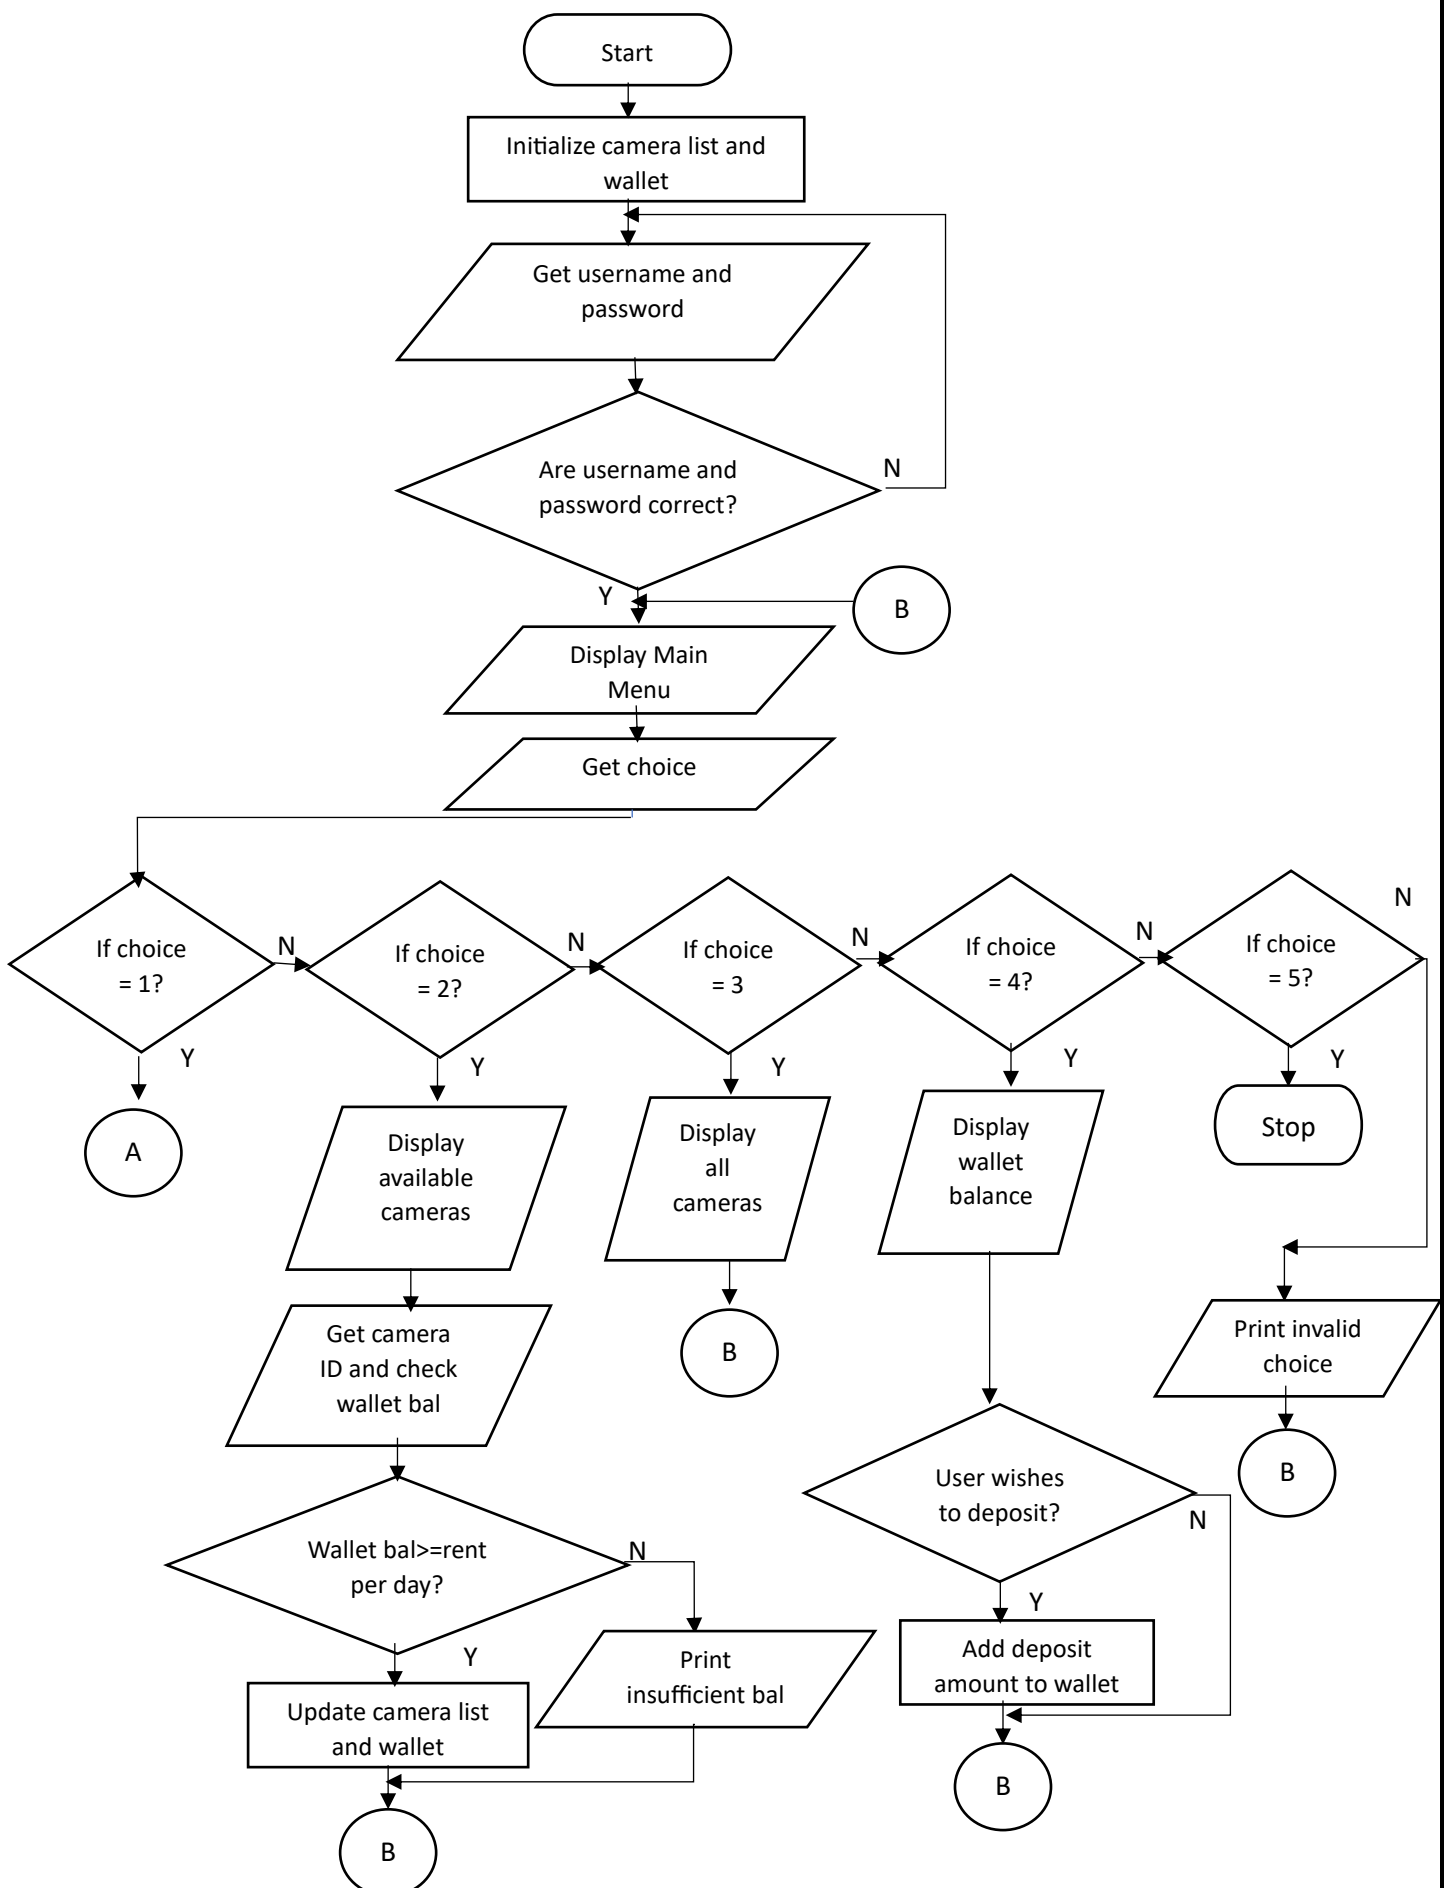 Start
Initialize camera list and
wallet
Get username and
password
Are username and
password correct?
N
Y
B
Display Main
Menu
Get choice
If choice
= 1?
N
If choice
= 2?
N
If choice
= 3
N
If choice
= 4?
N
If choice
= 5?
N
Y
Y
Y
Y
Y
A
Display
available
cameras
Display
all
cameras
Display
wallet
balance
Stop
Get camera
ID and check
wallet bal
B
Print invalid
choice
B
Wallet bal>=rent
per day?
N
User wishes
to deposit?
N
Y
Y
Update camera list
and wallet
Print
insufficient bal
Add deposit
amount to wallet
B
B